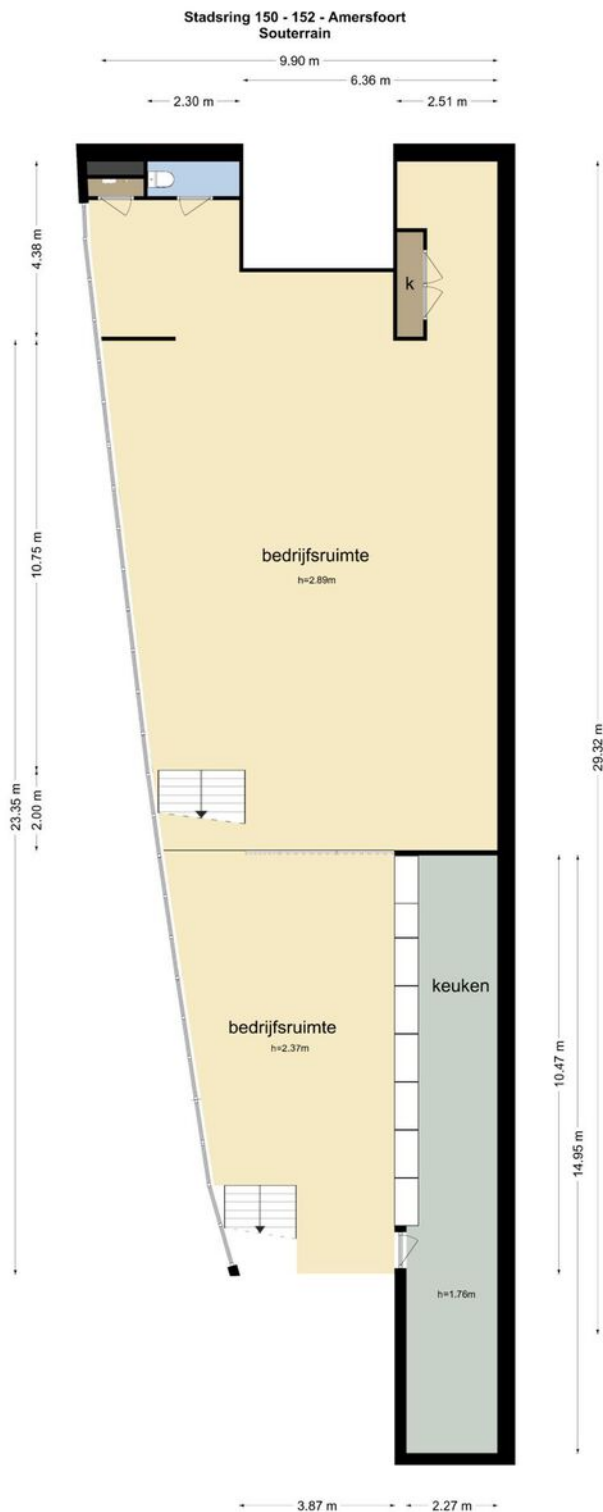 Stadsring 150 - 152 - Amersfoort
Souterrain
9.90 m
6.36 m
2.30 m
2.51 m
4.38 m
k
10.75 m
bedrijfsruimte
h=2.89m
29.32 m
23.35 m
2.00 m
keuken
bedrijfsruimte
h=2.37m
10.47 m
14.95 m
h=1.76m
3.87 m
2.27 m